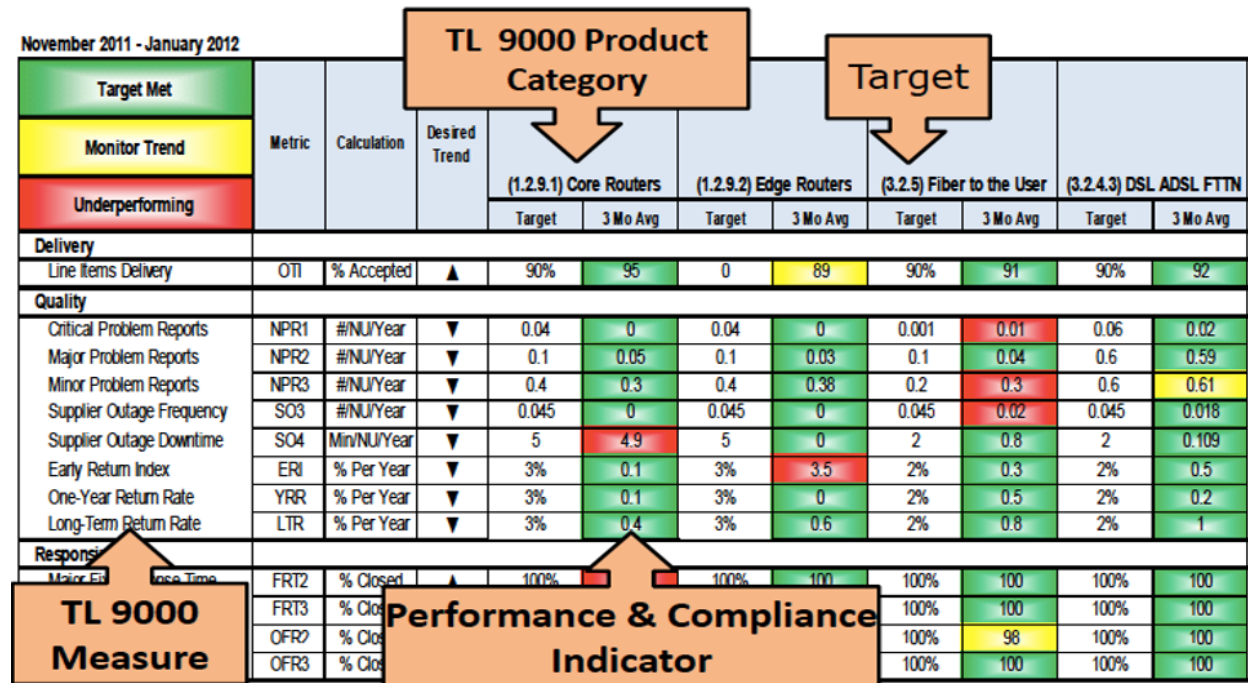 November 2011 - January 2012
TL 9000 Product
Category
Target
Target Met
Monitor Trend
Underperforming
Metric
Calculation
Desired
Trend
(1.2.9.1) Core Routers
(1.2.9.2) Edge Routers
(3.2.5) Fiber to the User
(3.2.4.3) DSL ADSL FTTN
Target 3 Mo Avg Target 3 Mo Avg Target 3 Mo Avg Target 3 Mo Avg
Delivery
Line Items Delivery OTI % Accepted ▲ 90% 95 0 89 90% 91 90% 92
Quality
Critical Problem Reports NPR1 #/NU/Year ▼ 0.04 0 0.04 0 0.001 0.01 0.06 0.02
Major Problem Reports NPR2 #/NU/Year ▼ 0.1 0.05 0.1 0.03 0.1 0.04 0.6 0.59
Minor Problem Reports NPR3 #/NU/Year ▼ 0.4 0.3 0.4 0.38 0.2 0.3 0.6 0.61
Supplier Outage Frequency SO3 #/NU/Year ▼ 0.045 0 0.045 0 0.045 0.02 0.045 0.018
Supplier Outage Downtime SO4 Min/NU/Year ▼ 5 4.9 5 0 2 0.8 2 0.109
Early Return Index ERI % Per Year ▼ 3% 0.1 3% 3.5 2% 0.3 2% 0.5
One-Year Return Rate YRR % Per Year ▼ 3% 0.1 3% 0 2% 0.5 2% 0.2
Long-Term Return Rate LTR % Per Year ▼ 3% 0.4 3% 0.6 2% 0.8 2% 1
Major Time FRT2 % Closed 100% 100% 100 100% 100 100% 100
FRT3 100% 100 100% 100
OFR2 100% 98 100% 100
OFR3 100% 100 100% 100
TL 9000
Measure
Performance & Compliance
Indicator